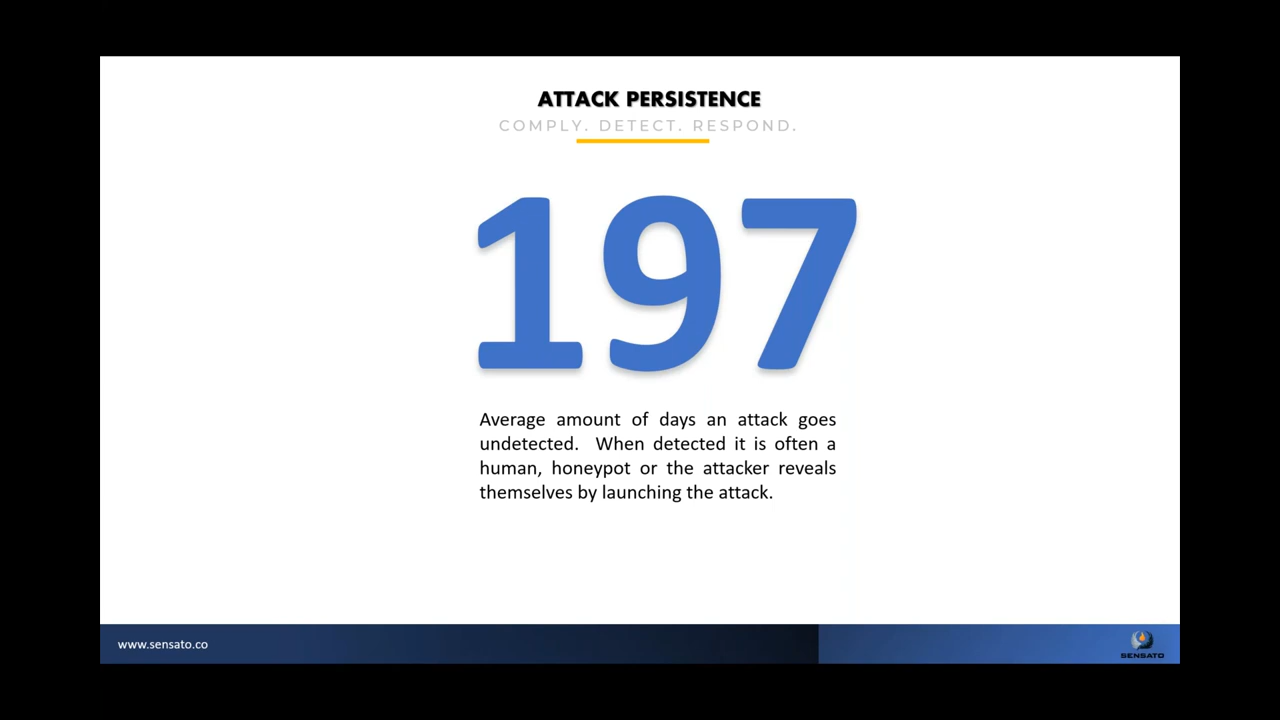 ATTACK PERSISTENCE
COMPLY. DETECT. RESPOND.
197
Average amount of days an attack goes
undetected. When detected it is often a
human, honeypot or the attacker reveals
themselves by launching the attack.
www.sensato.co
SENSATO